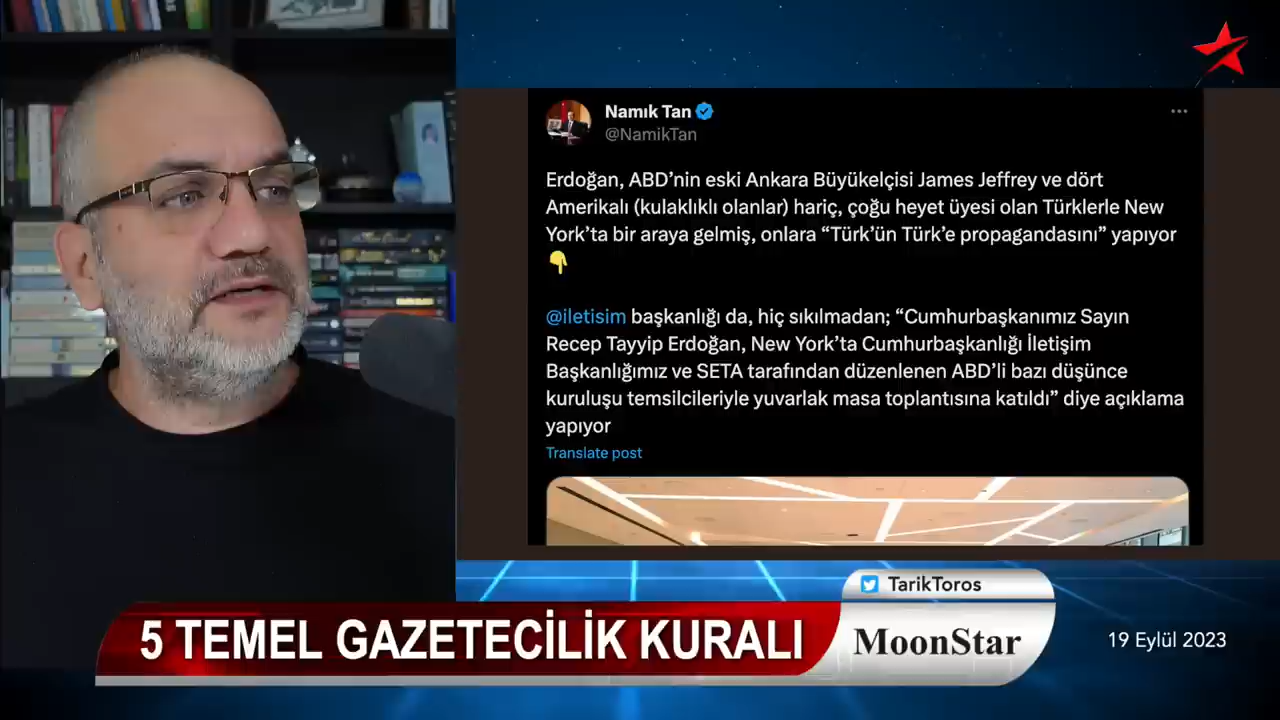 Namık Tan
@NamikTan
Erdoğan, ABD’nin eski Ankara Büyükelçisi James Jeffrey ve dört
Amerikalı (kulaklıklı olanlar) hariç, çoğu heyet üyesi olan Türklerle New
York’ta bir araya gelmiş, onlara “Türk’ün Türk’e propagandasını” yapıyor
@iletisim başkanlığı da, hiç sıkılmadan; “Cumhurbaşkanımız Sayın
Recep Tayyip Erdoğan, New York’ta Cumhurbaşkanlığı İletişim
Başkanlığımız ve SETA tarafından düzenlenen ABD’li bazı düşünce
kuruluşu temsilcileriyle yuvarlak masa toplantısına katıldı” diye açıklama
yapıyor
Translate post
TarikToros
5 TEMEL GAZETECİLİK KURALI
MoonStar
19 Eylül 2023